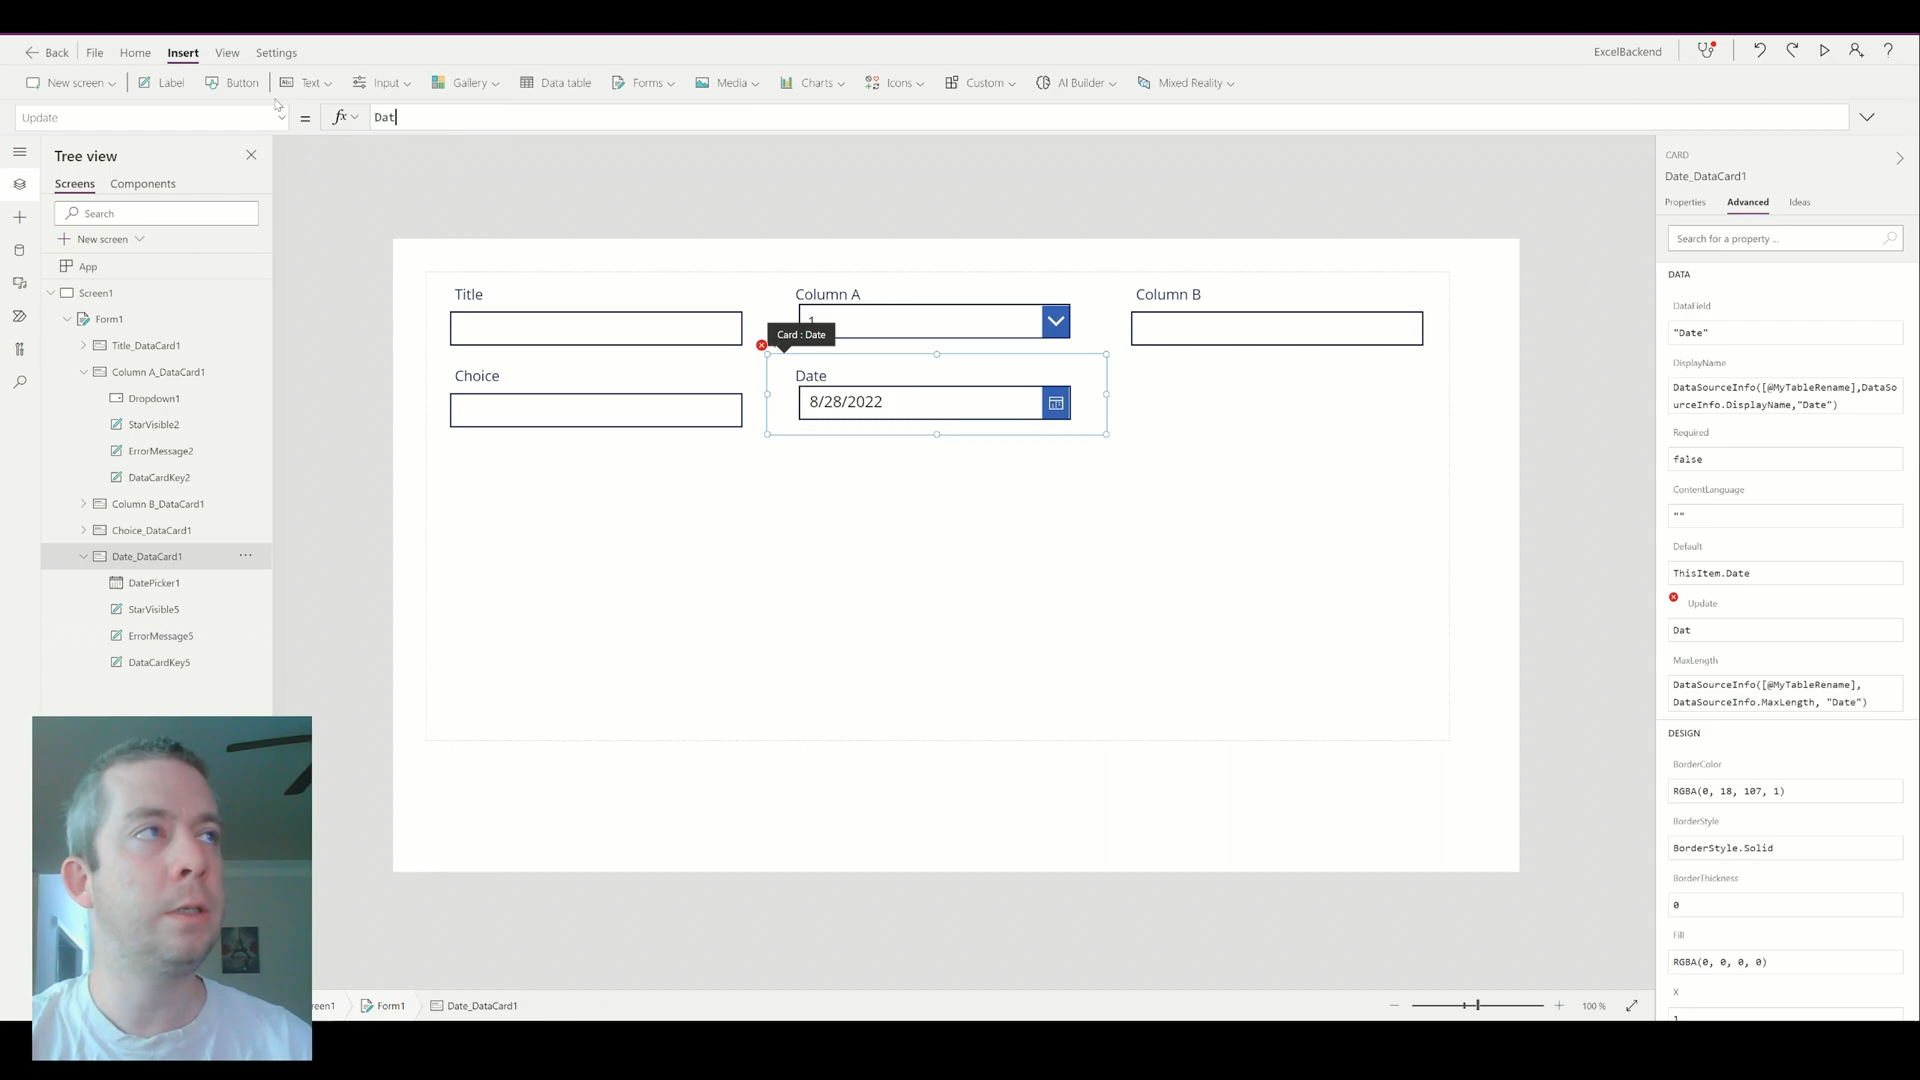 Back File Home Insert View Settings ExcelBackend
New screen Label Button Text Input Gallery Data table Forms Media Charts Icons Custom AI Builder Mixed Reality
Update = fx Dat
Tree view
Screens Components
Search
New screen
App
Screen1
Form1
Title_DataCard1
Column A_DataCard1
Dropdown1
StarVisible2
ErrorMessage2
DataCardKey2
Column B_DataCard1
Choice_DataCard1
Date_DataCard1
DatePicker1
StarVisible5
ErrorMessage5
DataCardKey5
Title Column A Column B
1
Card : Date
Choice Date
8/28/2022
CARD
Date_DataCard1
Properties Advanced Ideas
Search for a property ...
DATA
DataField
"Date"
DisplayName
DataSourceInfo([@MyTableRename],DataSo
urceInfo.DisplayName,"Date")
Required
false
ContentLanguage
""
Default
ThisItem.Date
Update
Dat
MaxLength
DataSourceInfo([@MyTableRename],
DataSourceInfo.MaxLength, "Date")
DESIGN
BorderColor
RGBA(0, 18, 107, 1)
BorderStyle
BorderStyle.Solid
BorderThickness
0
Fill
RGBA(0, 0, 0, 0)
X
1
reen1 Form1 Date_DataCard1 100 %